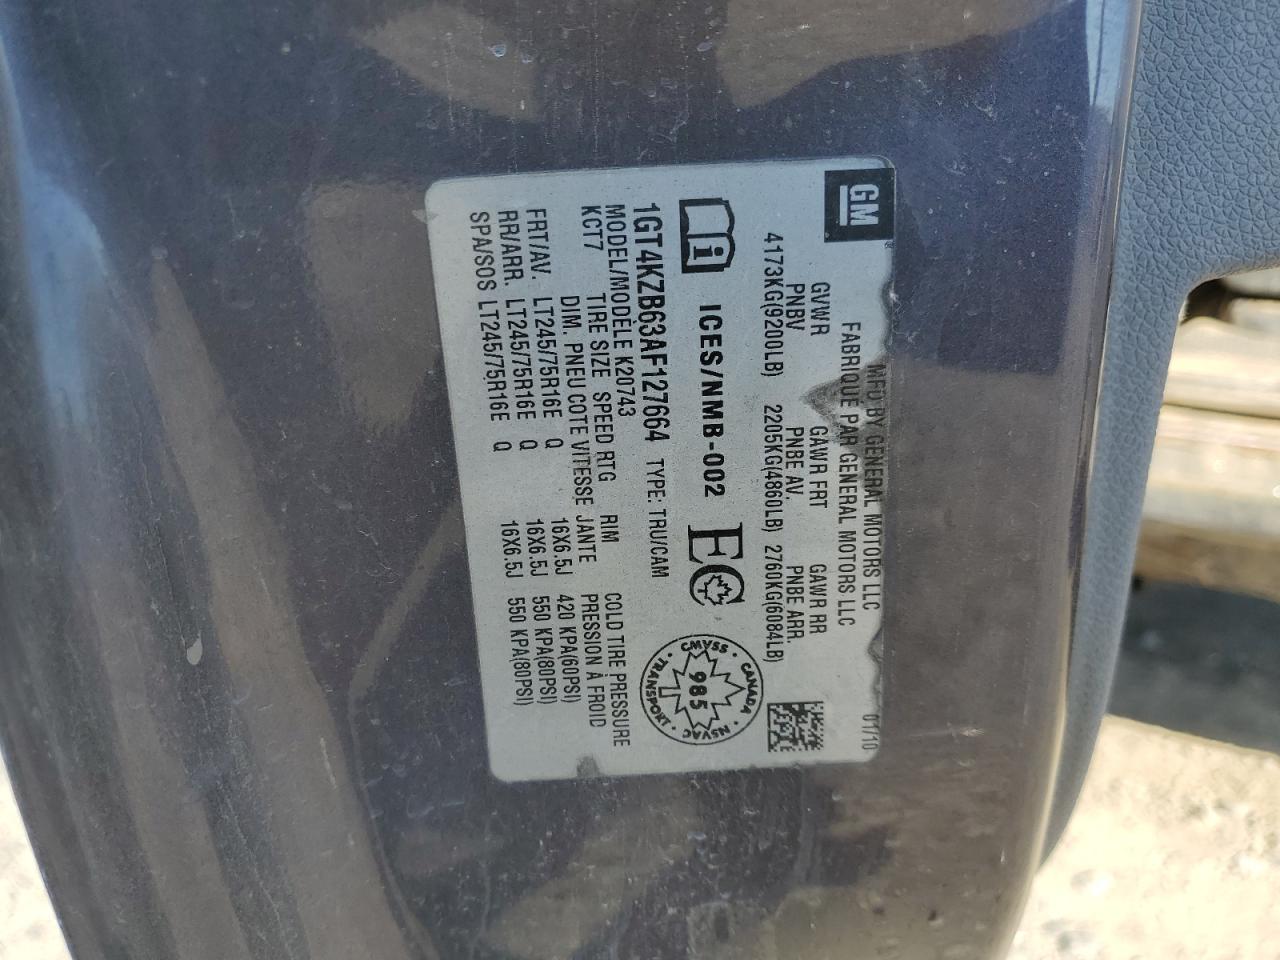 GM
MFD BY GENERAL MOTORS LLC 01/10
FABRIQUÉ PAR GENERAL MOTORS LLC
GVWR GAWR FRT GAWR RR
PNBV PNBE AV. PNBE ARR.
4173KG(9200LB) 2205KG(4860LB) 2760KG(6084LB)
i ICES/NMB-002 EC
CANADA · NSVAC · TRANSPORT · CMVSS
985
1GT4KZB63AF127664 TYPE: TRU/CAM
MODEL/MODÈLE K20743
KCT7 TIRE SIZE SPEED RTG RIM COLD TIRE PRESSURE
DIM. PNEU COTE VITESSE JANTE PRESSION À FROID
FRT/AV. LT245/75R16E Q 16X6.5J 420 KPA(60PSI)
RR/ARR. LT245/75R16E Q 16X6.5J 550 KPA(80PSI)
SPA/SOS LT245/75R16E Q 16X6.5J 550 KPA(80PSI)